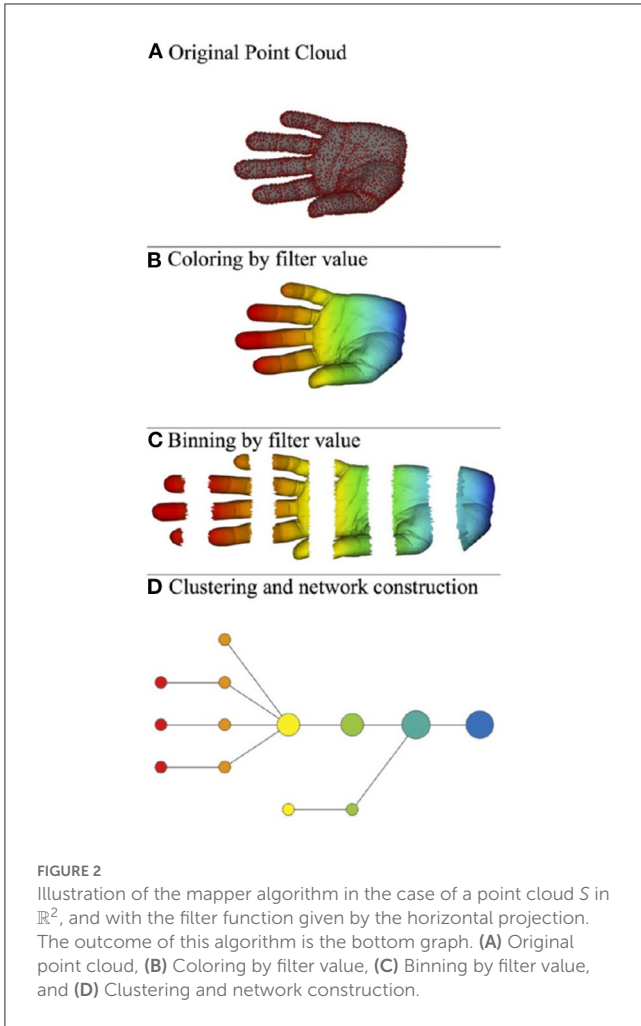 A Original Point Cloud
B Coloring by filter value
C Binning by filter value
D Clustering and network construction
FIGURE 2
Illustration of the mapper algorithm in the case of a point cloud S in
ℝ², and with the filter function given by the horizontal projection.
The outcome of this algorithm is the bottom graph. (A) Original
point cloud, (B) Coloring by filter value, (C) Binning by filter value,
and (D) Clustering and network construction.